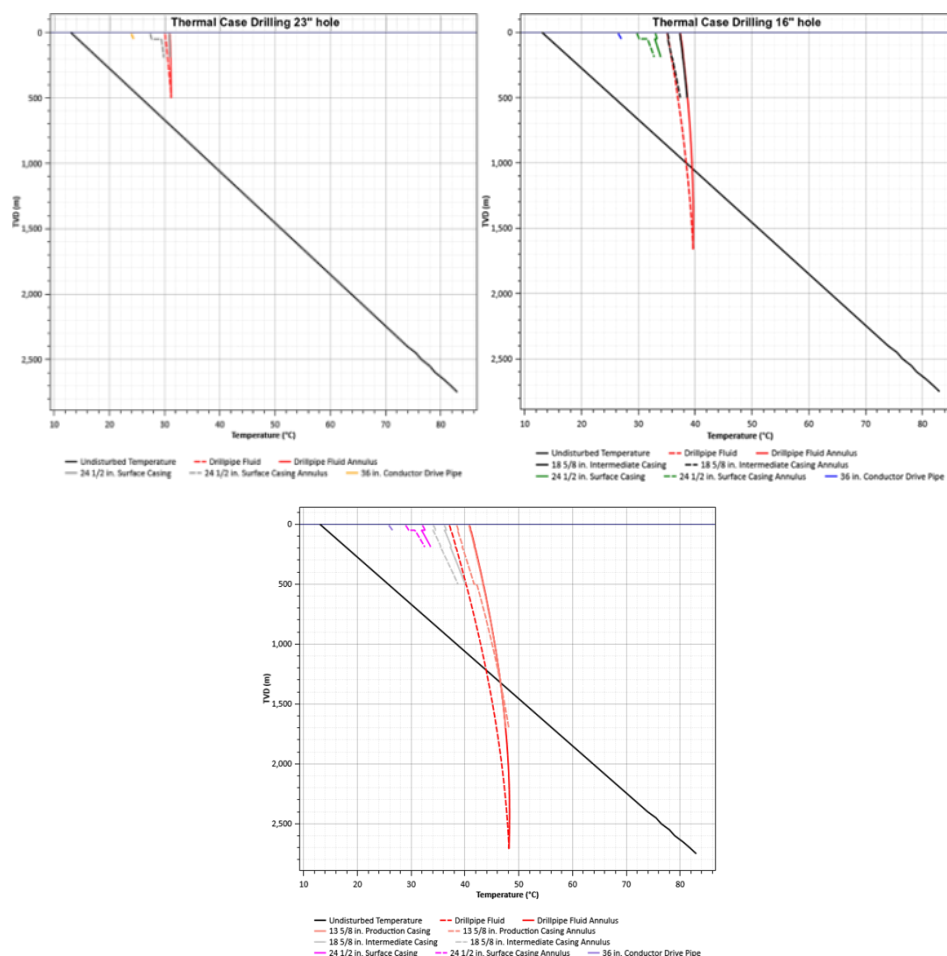 Thermal Case Drilling 23" hole
0
500
1,000
1,500
2,000
2,500
TVD (m)
10 20 30 40 50 60 70 80
Temperature (°C)
Undisturbed Temperature Drillpipe Fluid Drillpipe Fluid Annulus
24 1/2 in. Surface Casing 24 1/2 in. Surface Casing Annulus 36 in. Conductor Drive Pipe
Thermal Case Drilling 16" hole
0
500
1,000
1,500
2,000
2,500
TVD (m)
10 20 30 40 50 60 70 80
Temperature (°C)
Undisturbed Temperature Drillpipe Fluid Drillpipe Fluid Annulus
18 5/8 in. Intermediate Casing 18 5/8 in. Intermediate Casing Annulus
24 1/2 in. Surface Casing 24 1/2 in. Surface Casing Annulus 36 in. Conductor Drive Pipe
0
500
1,000
1,500
2,000
2,500
TVD (m)
10 20 30 40 50 60 70 80
Temperature (°C)
Undisturbed Temperature Drillpipe Fluid Drillpipe Fluid Annulus
13 5/8 in. Production Casing 13 5/8 in. Production Casing Annulus
18 5/8 in. Intermediate Casing 18 5/8 in. Intermediate Casing Annulus
24 1/2 in. Surface Casing 24 1/2 in. Surface Casing Annulus 36 in. Conductor Drive Pipe